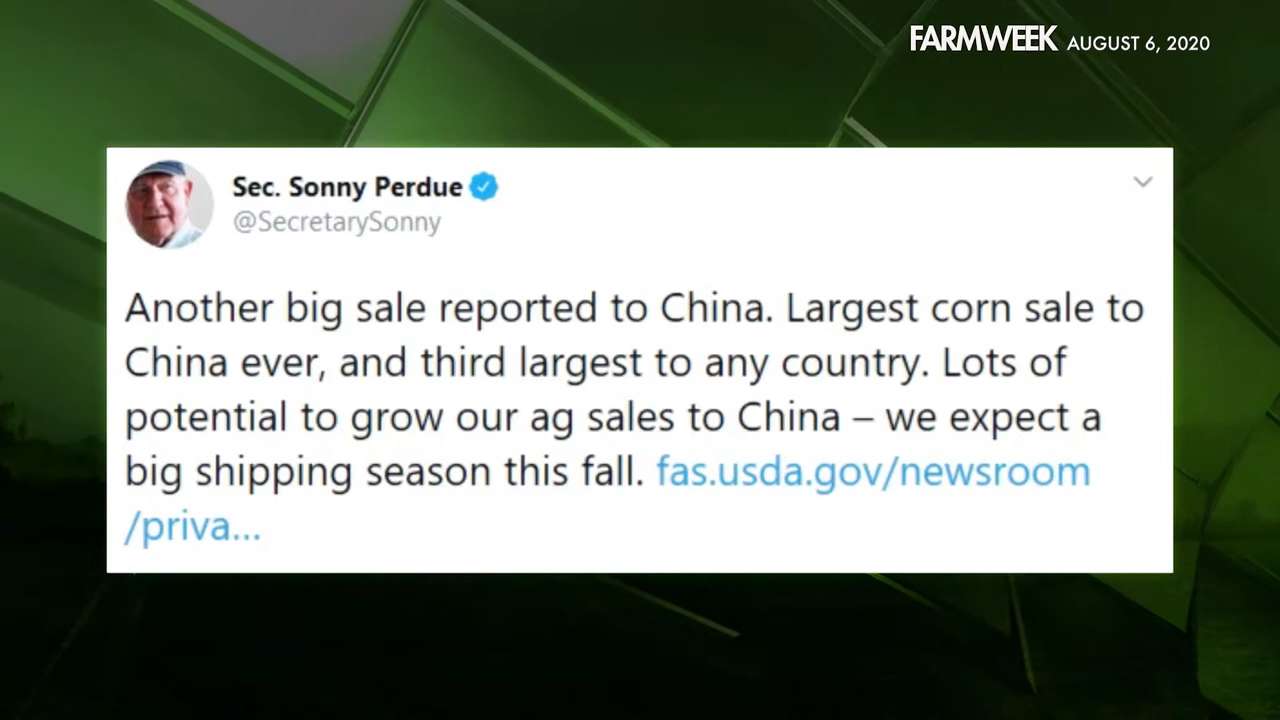 FARMWEEK AUGUST 6, 2020
Sec. Sonny Perdue
@SecretarySonny
Another big sale reported to China. Largest corn sale to
China ever, and third largest to any country. Lots of
potential to grow our ag sales to China – we expect a
big shipping season this fall. fas.usda.gov/newsroom
/priva...